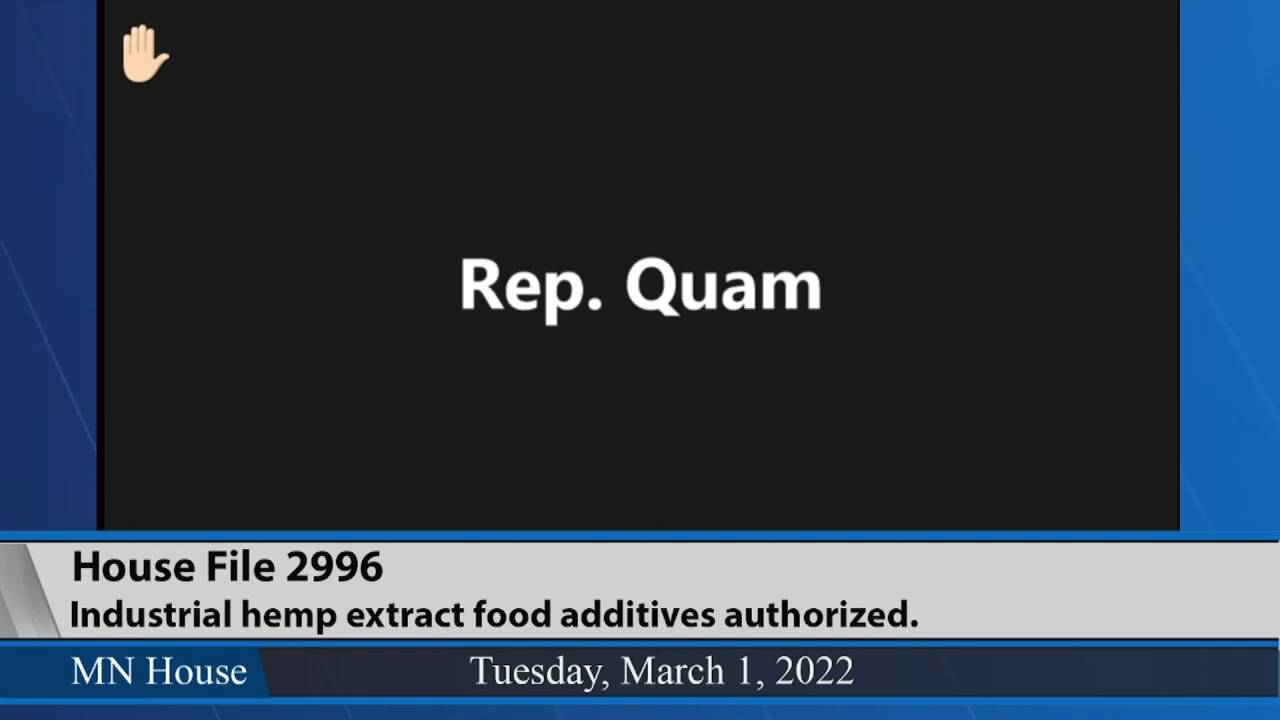 Rep. Quam
House File 2996
Industrial hemp extract food additives authorized.
MN House
Tuesday, March 1, 2022